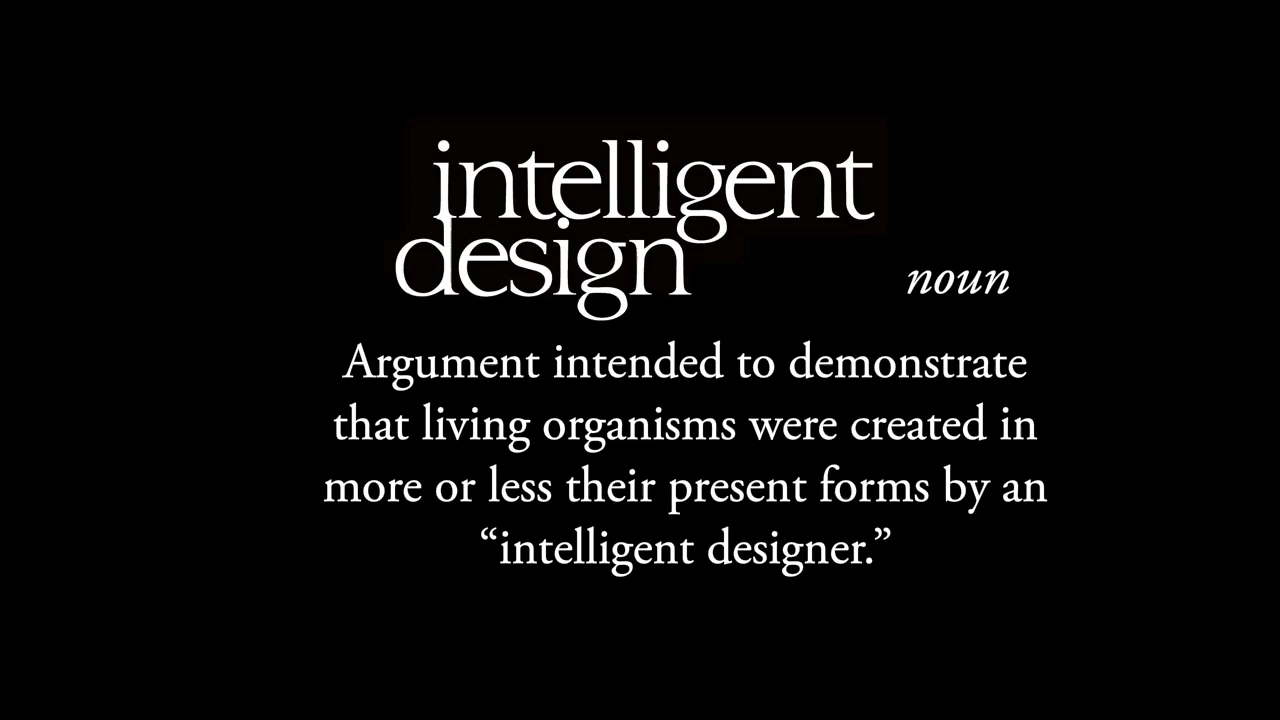 intelligent
design noun
Argument intended to demonstrate
that living organisms were created in
more or less their present forms by an
“intelligent designer.”